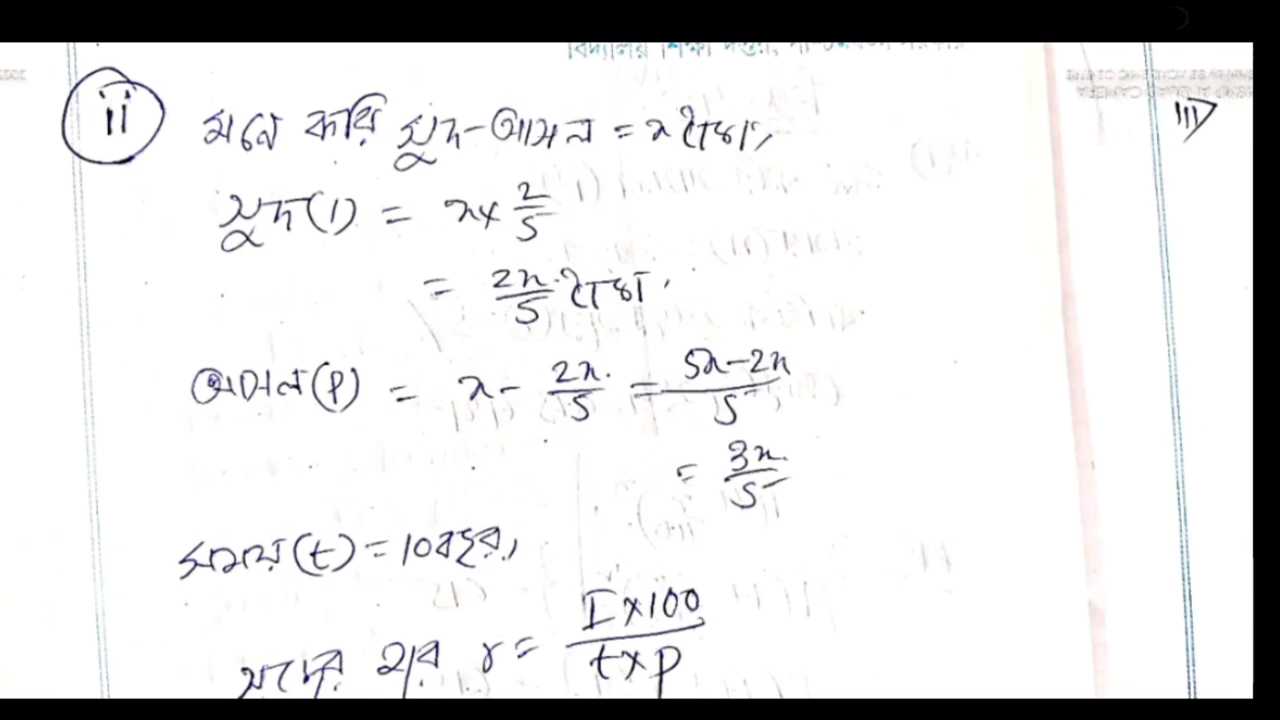 ii
মনে করি সুদ-আসল = x টাকা,
সুদ(I) = x × 2/5
= 2x/5 টাকা.
আসল(p) = x - 2x/5 = 5x-2x/5
= 3x/5
সময়(t) = 10 বছর,
সুদের হার r = I×100/t×p
iii